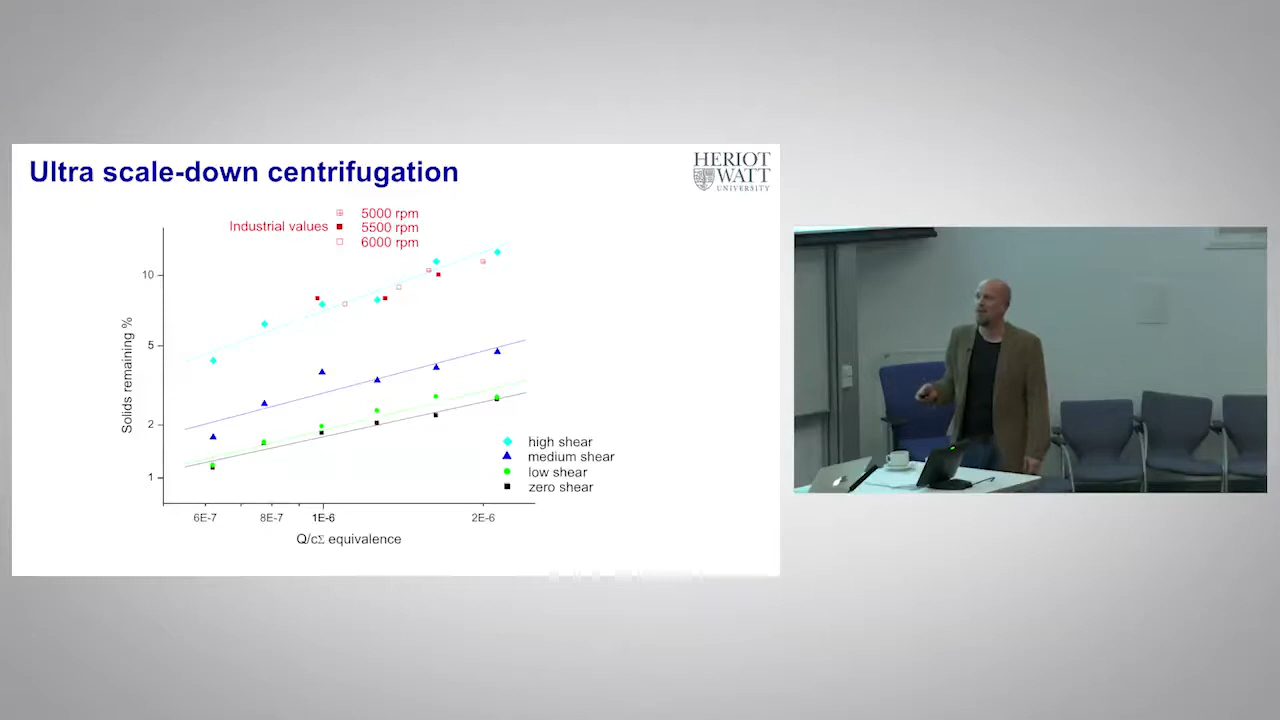 Ultra scale-down centrifugation
HERIOT
WATT
UNIVERSITY
Industrial values
5000 rpm
5500 rpm
6000 rpm
Solids remaining %
10
5
2
1
high shear
medium shear
low shear
zero shear
6E-7
8E-7
1E-6
2E-6
Q/cΣ equivalence